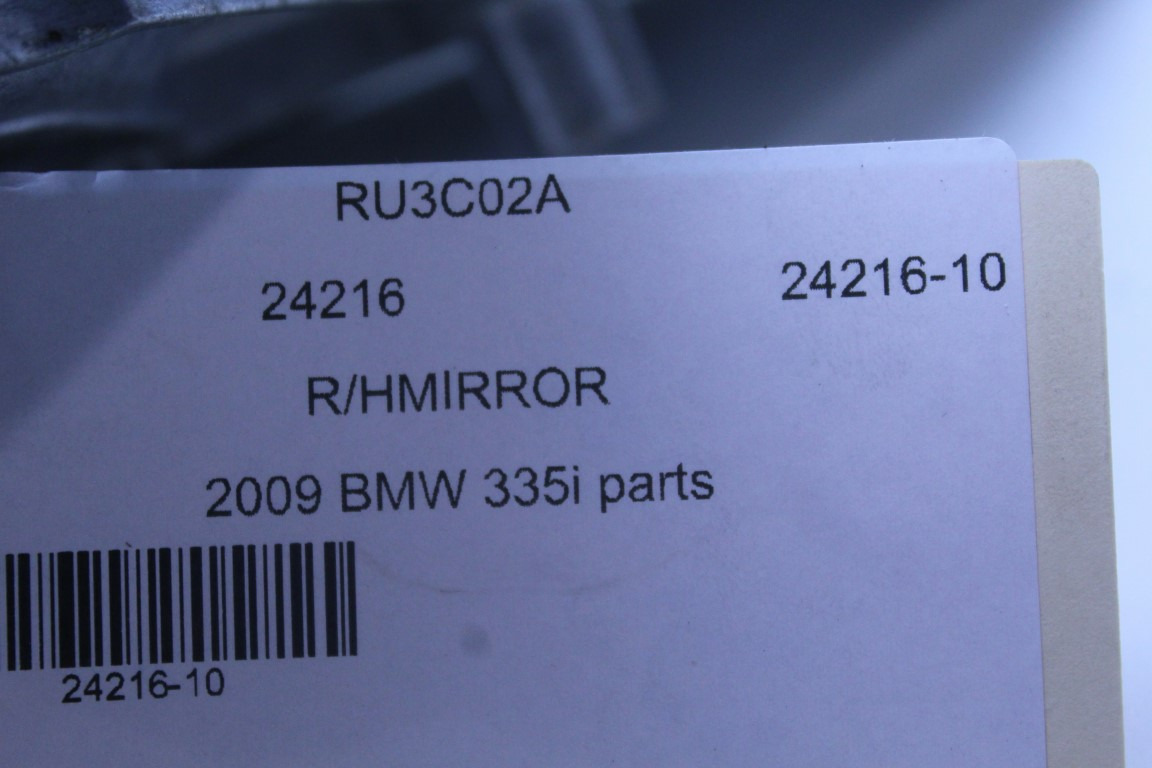 RU3C02A
24216 24216-10
R/HMIRROR
2009 BMW 335i parts
24216-10